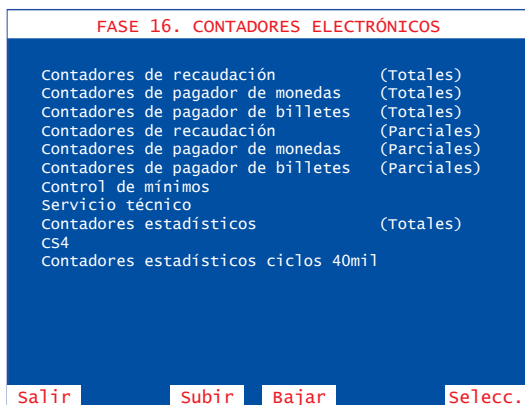 FASE 16. CONTADORES ELECTRÓNICOS
Contadores de recaudación (Totales)
Contadores de pagador de monedas (Totales)
Contadores de pagador de billetes (Totales)
Contadores de recaudación (Parciales)
Contadores de pagador de monedas (Parciales)
Contadores de pagador de billetes (Parciales)
Control de mínimos
Servicio técnico
Contadores estadísticos (Totales)
CS4
Contadores estadísticos ciclos 40mil
Salir Subir Bajar Selecc.